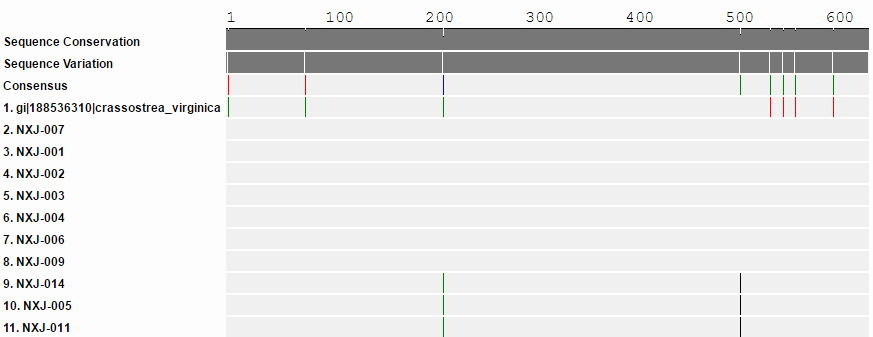 1 100 200 300 400 500 600
Sequence Conservation
Sequence Variation
Consensus
1. gi|188536310|crassostrea_virginica
2. NXJ-007
3. NXJ-001
4. NXJ-002
5. NXJ-003
6. NXJ-004
7. NXJ-006
8. NXJ-009
9. NXJ-014
10. NXJ-005
11. NXJ-011